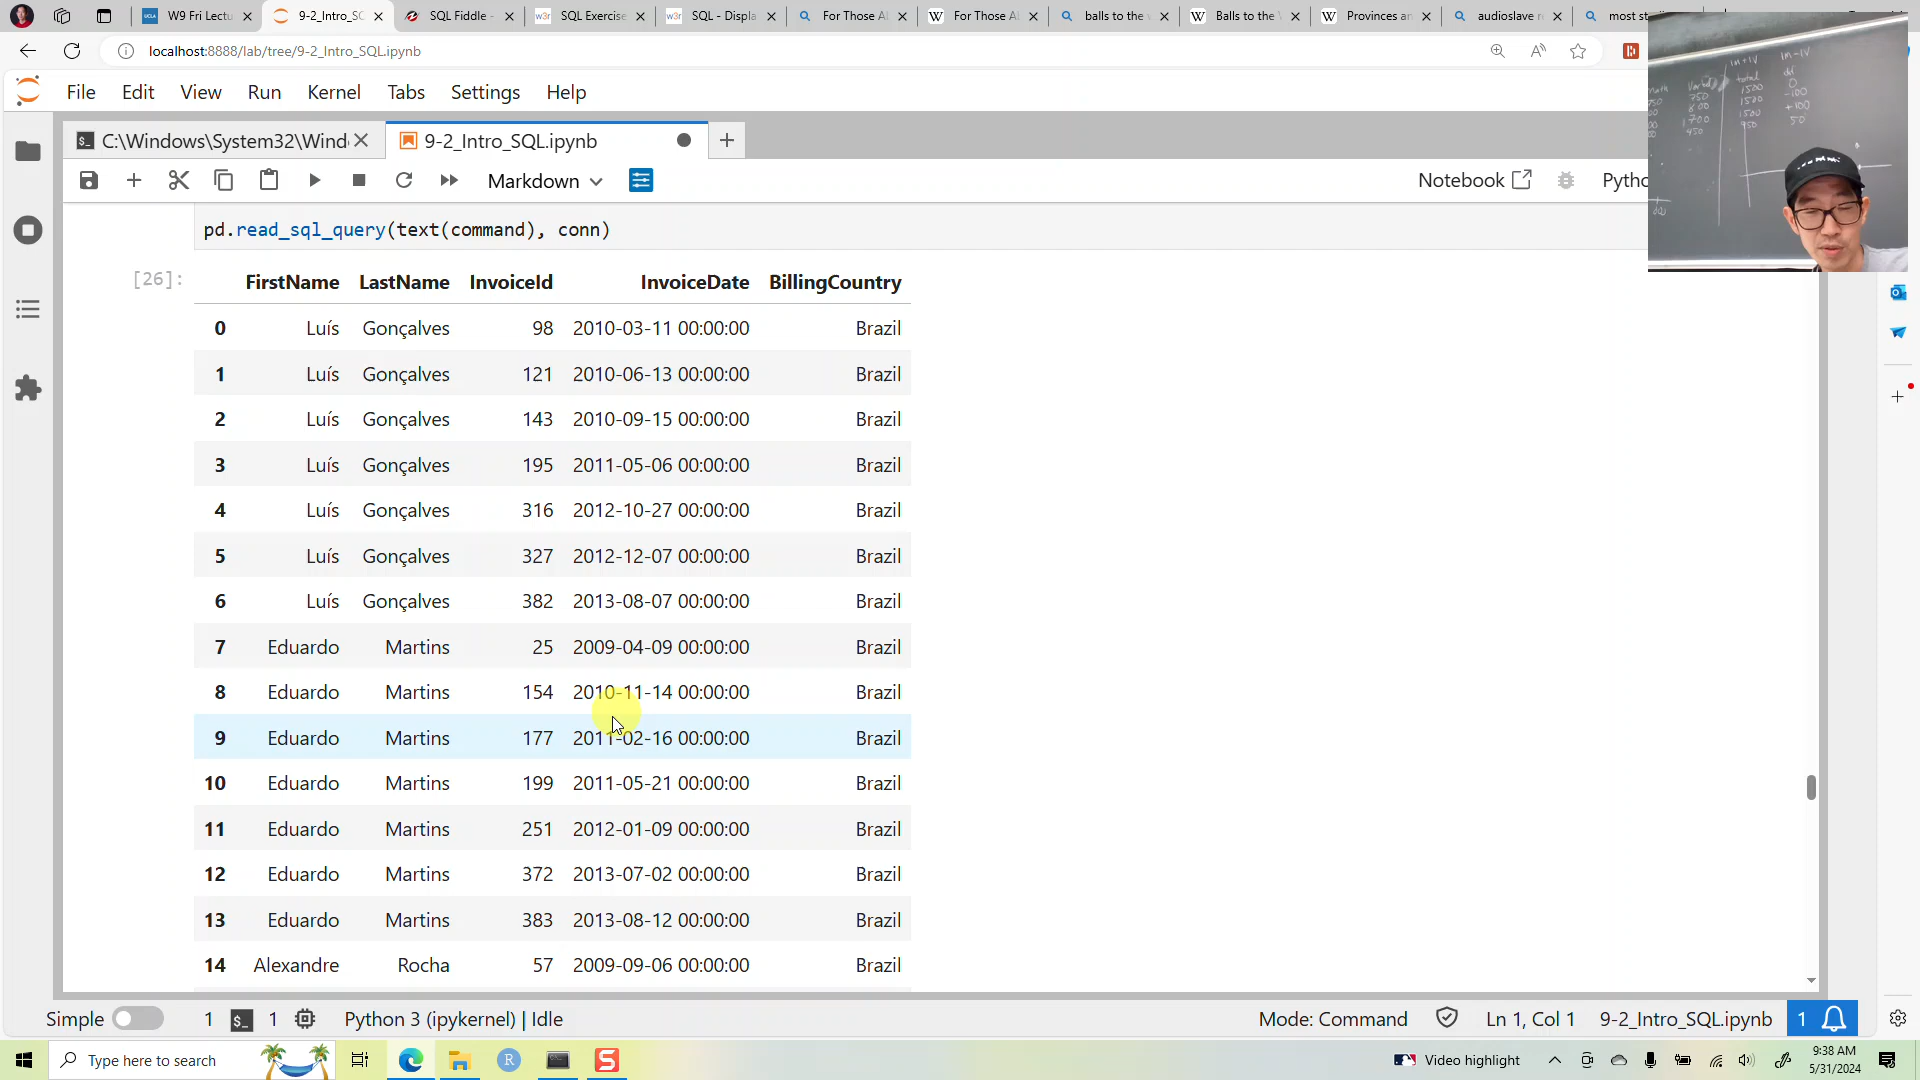 W9 Fri Lectu
9-2_Intro_SC
SQL Fiddle -
SQL Exercise
SQL - Displa
For Those A
For Those A
balls to the
Balls to the
Provinces a
audioslave r
most st
localhost:8888/lab/tree/9-2_Intro_SQL.ipynb
File Edit View Run Kernel Tabs Settings Help
C:\Windows\System32\Wind
9-2_Intro_SQL.ipynb
Markdown
Notebook
Pytho
pd.read_sql_query(text(command), conn)
[26]:
FirstName LastName InvoiceId InvoiceDate BillingCountry
0 Luís Gonçalves 98 2010-03-11 00:00:00 Brazil
1 Luís Gonçalves 121 2010-06-13 00:00:00 Brazil
2 Luís Gonçalves 143 2010-09-15 00:00:00 Brazil
3 Luís Gonçalves 195 2011-05-06 00:00:00 Brazil
4 Luís Gonçalves 316 2012-10-27 00:00:00 Brazil
5 Luís Gonçalves 327 2012-12-07 00:00:00 Brazil
6 Luís Gonçalves 382 2013-08-07 00:00:00 Brazil
7 Eduardo Martins 25 2009-04-09 00:00:00 Brazil
8 Eduardo Martins 154 2010-11-14 00:00:00 Brazil
9 Eduardo Martins 177 2011-02-16 00:00:00 Brazil
10 Eduardo Martins 199 2011-05-21 00:00:00 Brazil
11 Eduardo Martins 251 2012-01-09 00:00:00 Brazil
12 Eduardo Martins 372 2013-07-02 00:00:00 Brazil
13 Eduardo Martins 383 2013-08-12 00:00:00 Brazil
14 Alexandre Rocha 57 2009-09-06 00:00:00 Brazil
Simple 1 1 Python 3 (ipykernel) | Idle
Mode: Command Ln 1, Col 1 9-2_Intro_SQL.ipynb 1
Type here to search
Video highlight
9:38 AM
5/31/2024
total
1500 0
1500 -100
1500 +100
950 50